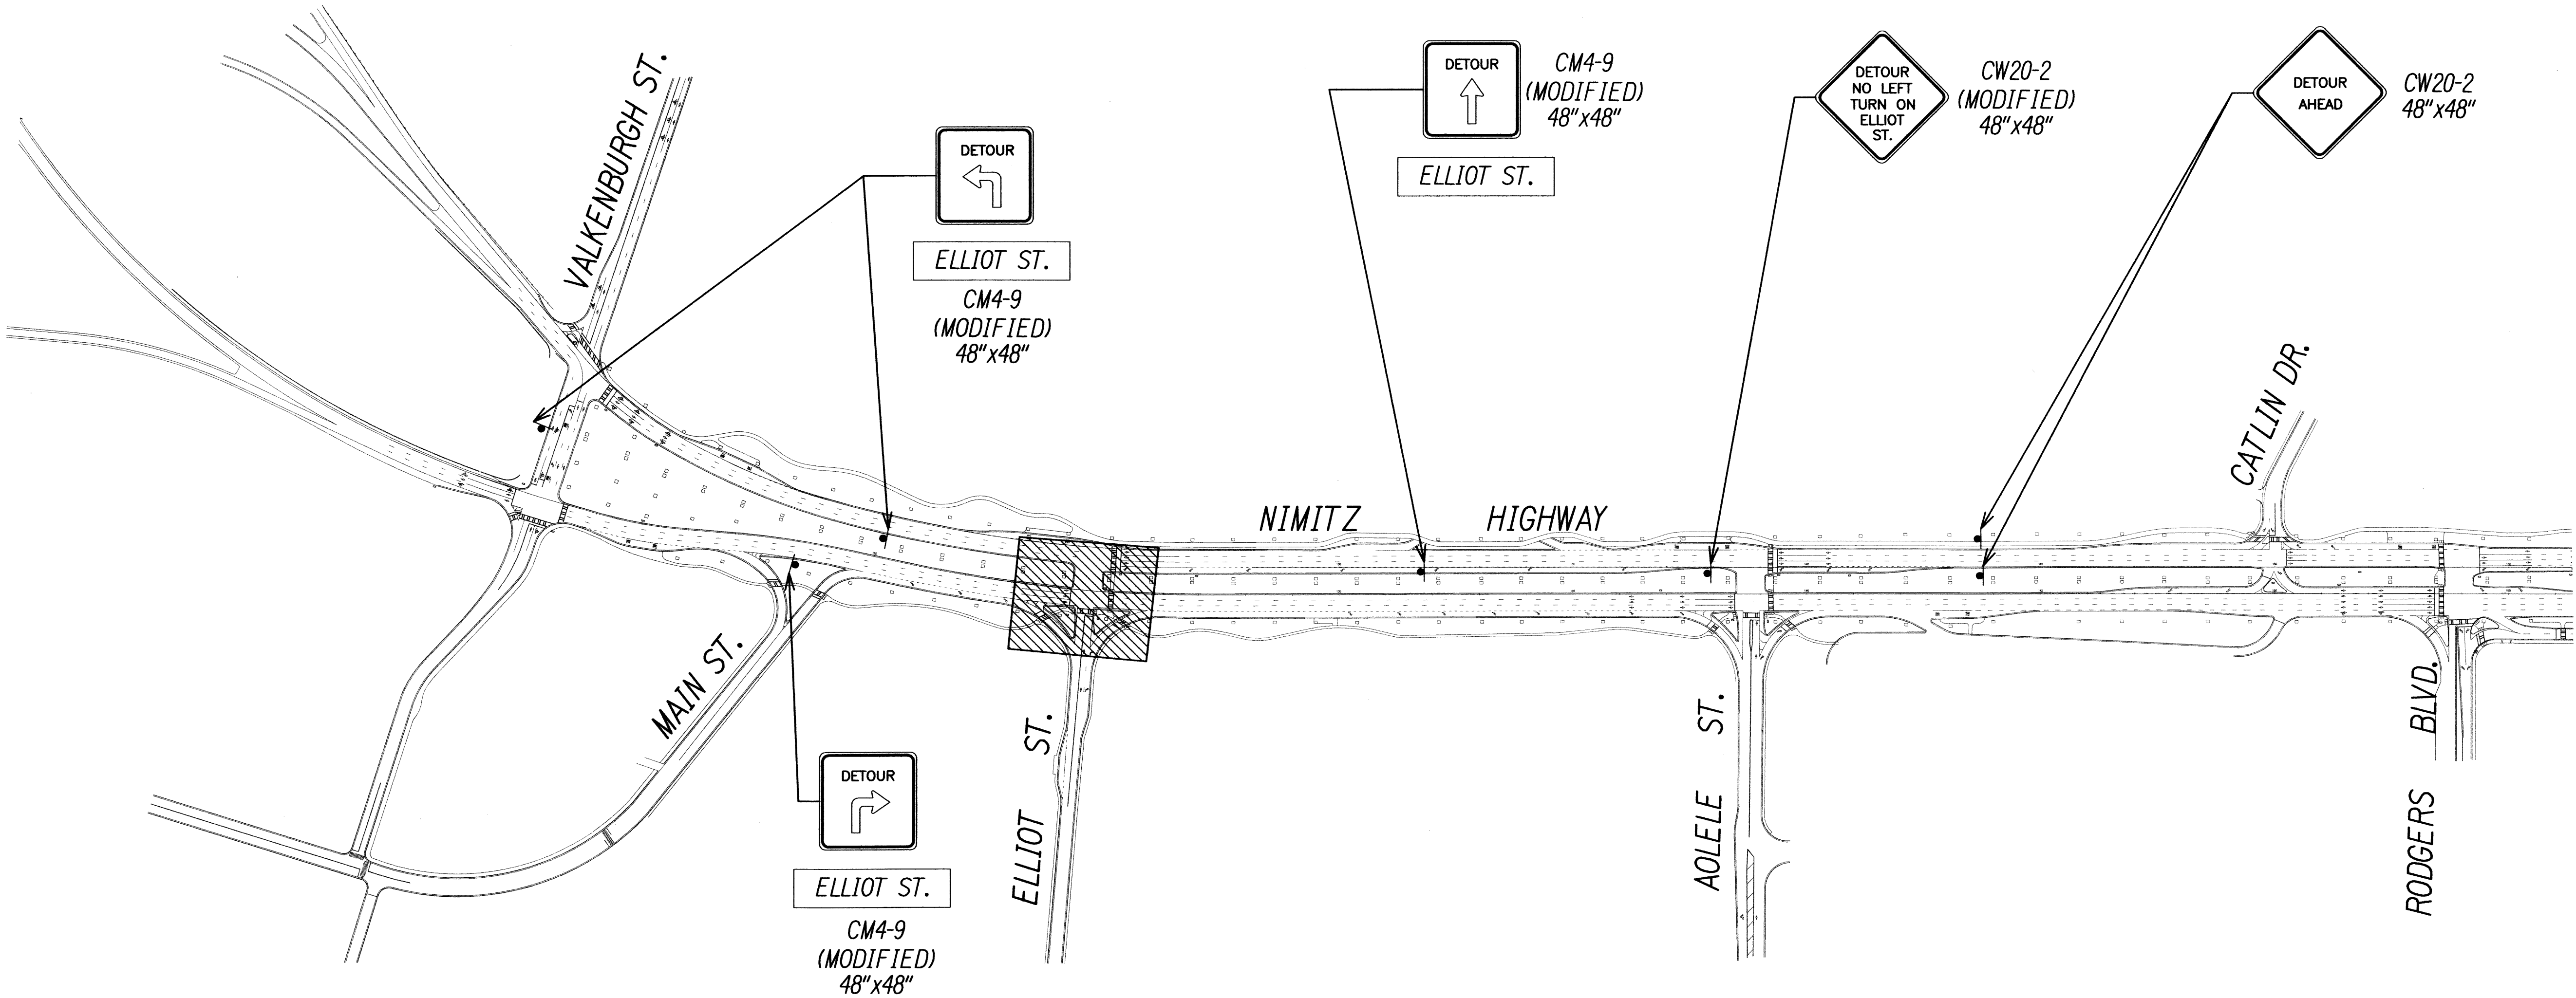 VALKENBURGH ST.
DETOUR
ELLIOT ST.
CM4-9
(MODIFIED)
48"x48"
DETOUR
CM4-9
(MODIFIED)
48"x48"
ELLIOT ST.
DETOUR
NO LEFT
TURN ON
ELLIOT
ST.
CW20-2
(MODIFIED)
48"x48"
DETOUR
AHEAD
CW20-2
48"x48"
CATLIN DR.
NIMITZ HIGHWAY
MAIN ST.
DETOUR
ELLIOT ST.
CM4-9
(MODIFIED)
48"x48"
ELLIOT ST.
AOLELE ST.
RODGERS BLVD.